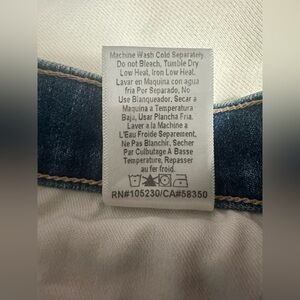 Machine Wash Cold Separately.
Do not Bleach, Tumble Dry
Low Heat, Iron Low Heat.
Lavar en Maquina con agua
fria Por Separado, No
Use Blanqueador, Secar a
Maquina a Temperatura
Baja, Usar Plancha Fria.
Laver a la Machine a
L'Eau Froide Separement,
Ne Pas Blanchir, Secher
Par Culbutage A Basse
Temperature, Repasser
au fer froid.
RN#105230/CA#58350